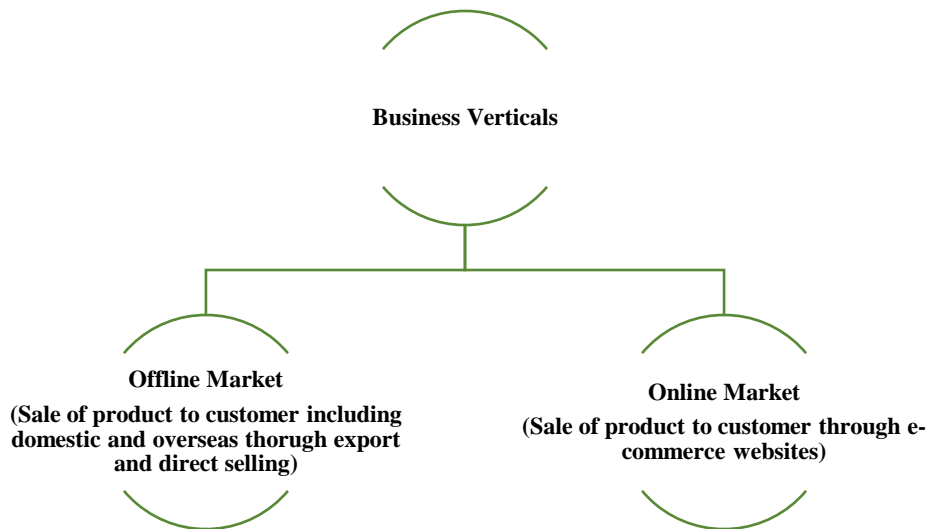 Business Verticals
Offline Market
(Sale of product to customer including
domestic and overseas thorugh export
and direct selling)
Online Market
(Sale of product to customer through e-
commerce websites)